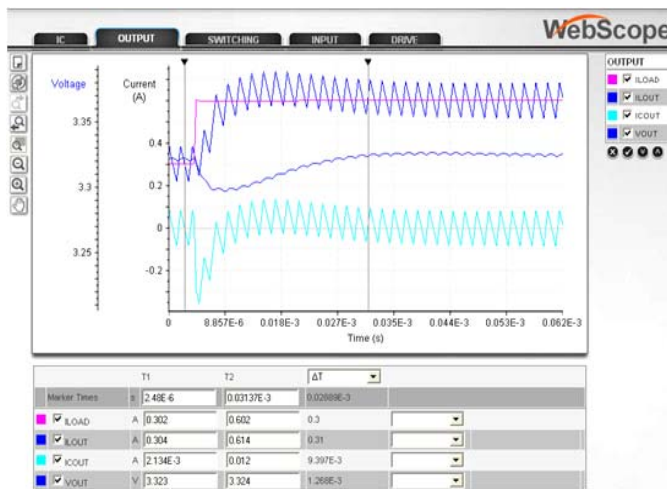 WebScope
IC OUTPUT SWITCHING INPUT DRIVE
OUTPUT
ILOAD
ILOUT
ICOUT
VOUT
Voltage
Current
(A)
3.35
3.3
3.25
0.4
0.2
0
-0.2
0 8.857E-6 0.018E-3 0.027E-3 0.035E-3 0.044E-3 0.053E-3 0.062E-3
Time (s)
T1 T2 ΔT
Marker Times s 2.48E-6 0.03137E-3 0.02889E-3
ILOAD A 0.302 0.602 0.3
ILOUT A 0.304 0.614 0.31
ICOUT A 2.134E-3 0.012 9.397E-3
VOUT V 3.323 3.324 1.268E-3